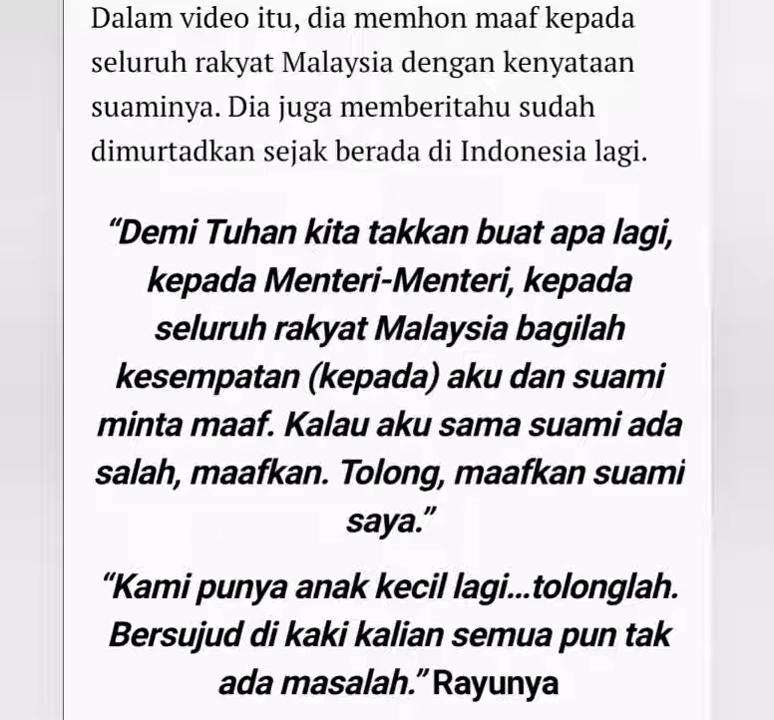 Dalam video itu, dia memhon maaf kepada
seluruh rakyat Malaysia dengan kenyataan
suaminya. Dia juga memberitahu sudah
dimurtadkan sejak berada di Indonesia lagi.
“Demi Tuhan kita takkan buat apa lagi,
kepada Menteri-Menteri, kepada
seluruh rakyat Malaysia bagilah
kesempatan (kepada) aku dan suami
minta maaf. Kalau aku sama suami ada
salah, maafkan. Tolong, maafkan suami
saya.”
“Kami punya anak kecil lagi...tolonglah.
Bersujud di kaki kalian semua pun tak
ada masalah.” Rayunya